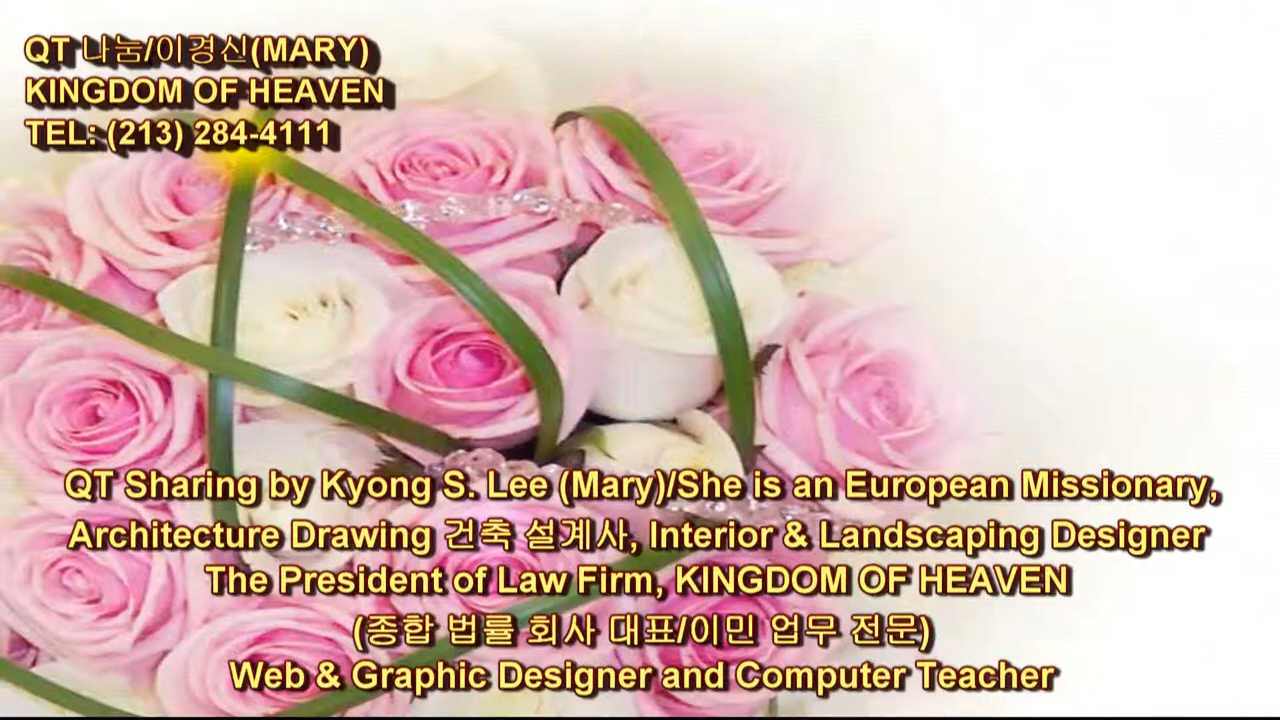 QT 나눔/이경신(MARY)
KINGDOM OF HEAVEN
TEL: (213) 284-4111
QT Sharing by Kyong S. Lee (Mary)/She is an European Missionary,
Architecture Drawing 건축 설계사, Interior & Landscaping Designer
The President of Law Firm, KINGDOM OF HEAVEN
(종합 법률 회사 대표/이민 업무 전문)
Web & Graphic Designer and Computer Teacher